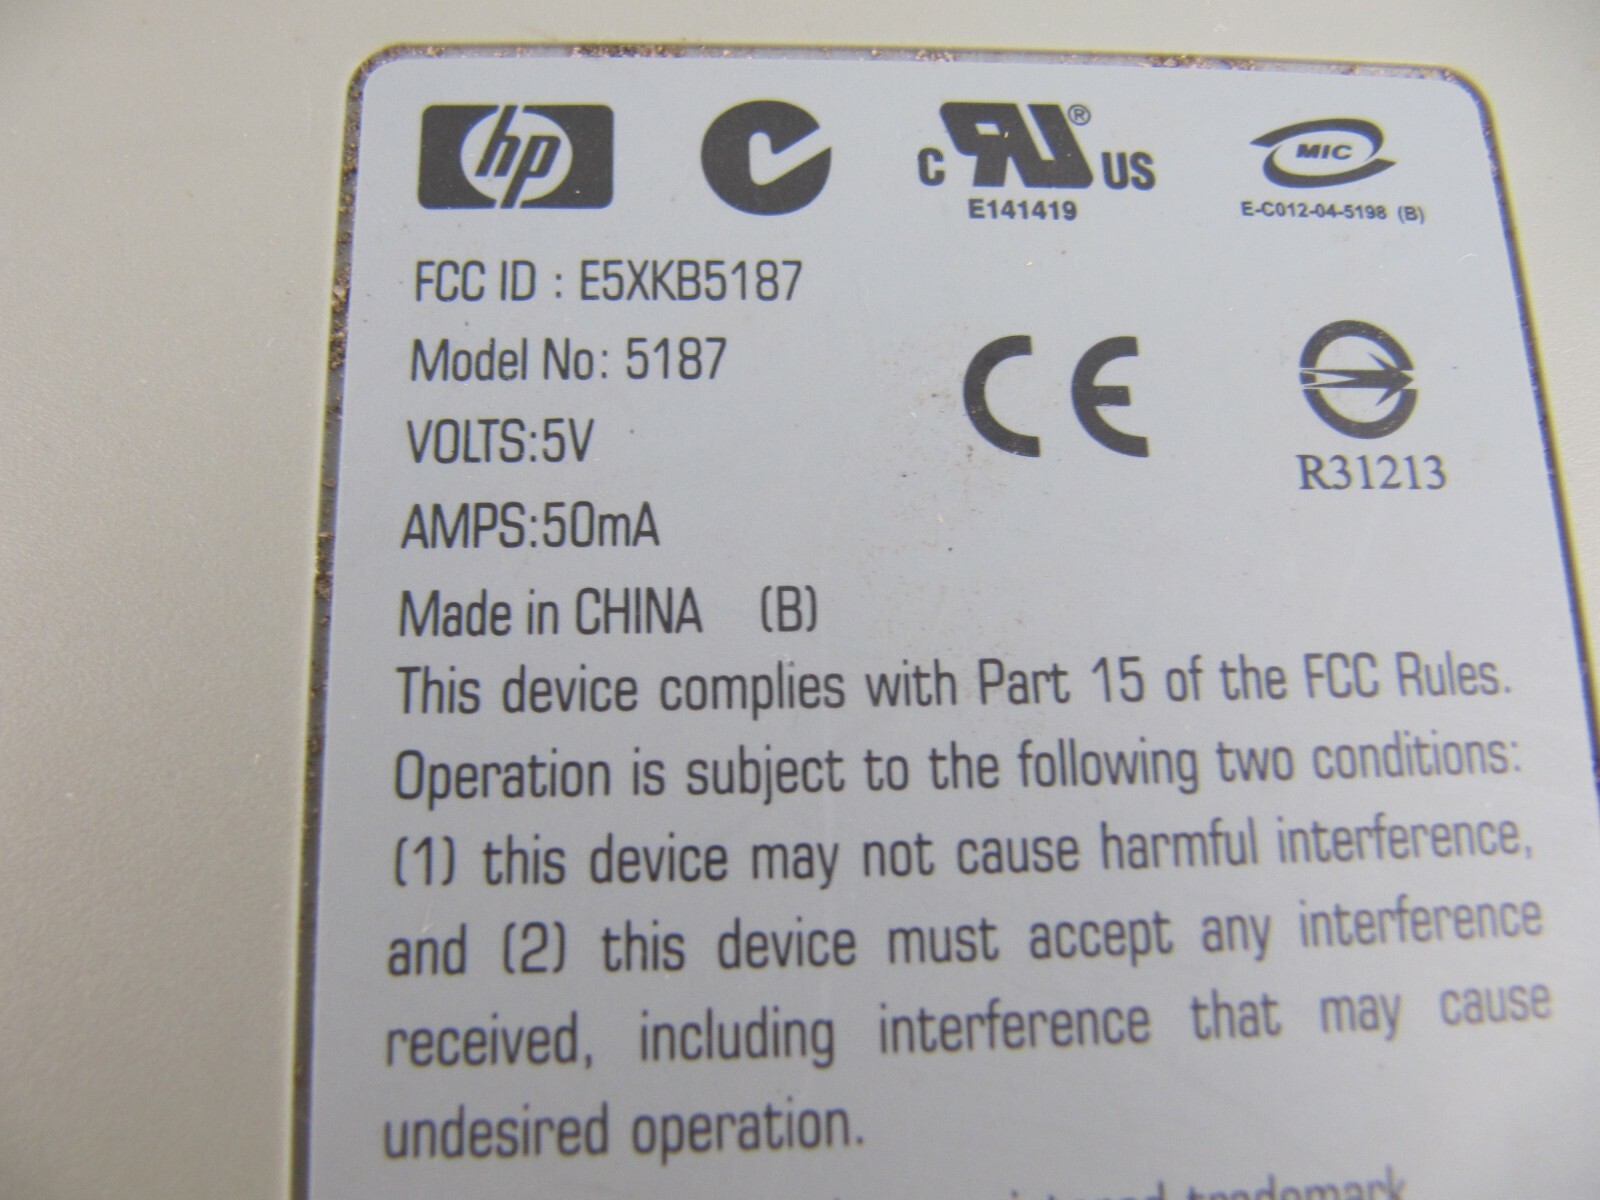 hp
C RU® US
E141419
MIC
E-C012-04-5198 (B)
FCC ID : E5XKB5187
Model No: 5187
VOLTS:5V
CE
R31213
AMPS:50mA
Made in CHINA (B)
This device complies with Part 15 of the FCC Rules.
Operation is subject to the following two conditions:
(1) this device may not cause harmful interference,
and (2) this device must accept any interference
received, including interference that may cause
undesired operation.
trademark